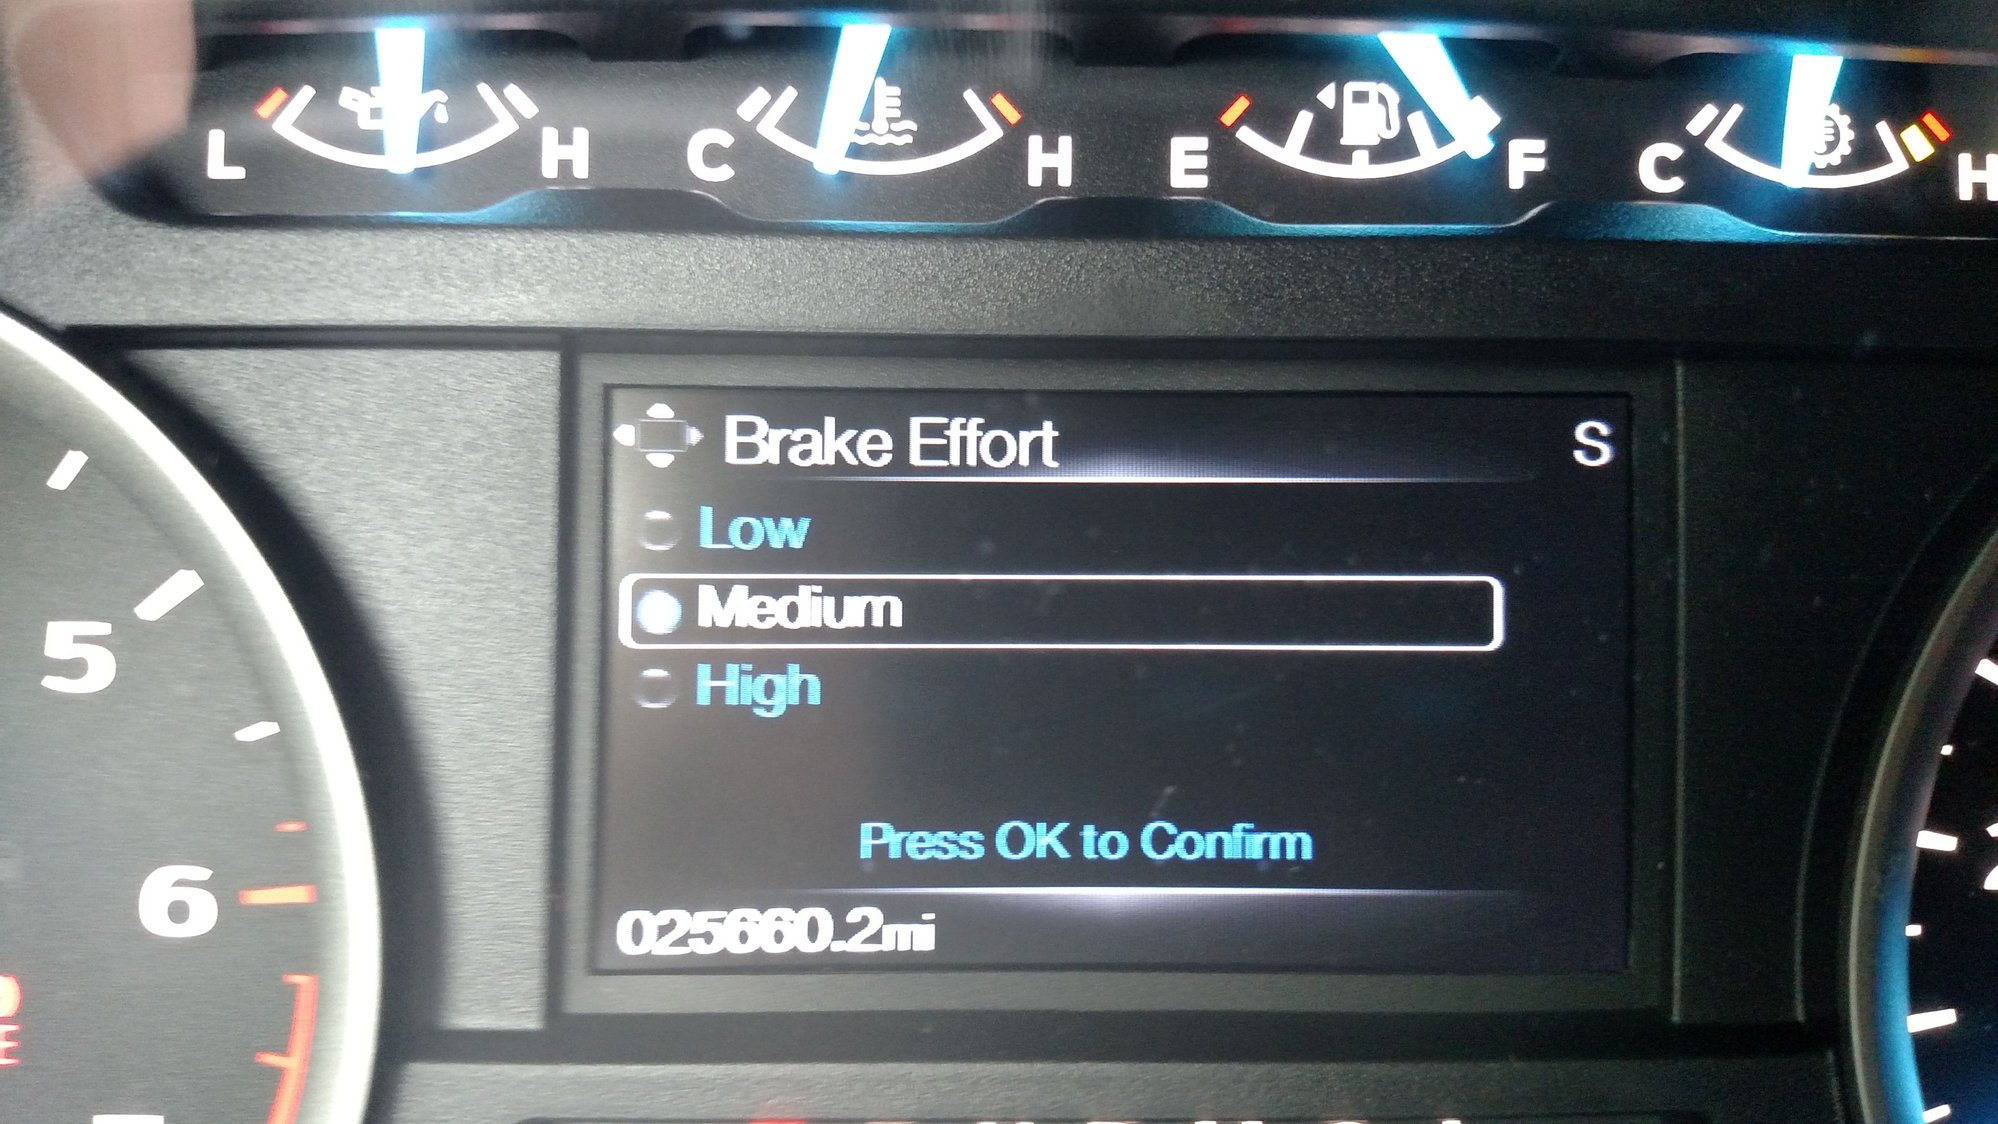 L H C H E F C H
Brake Effort S
Low
Medium
High
Press OK to Confirm
025660.2mi
5
6